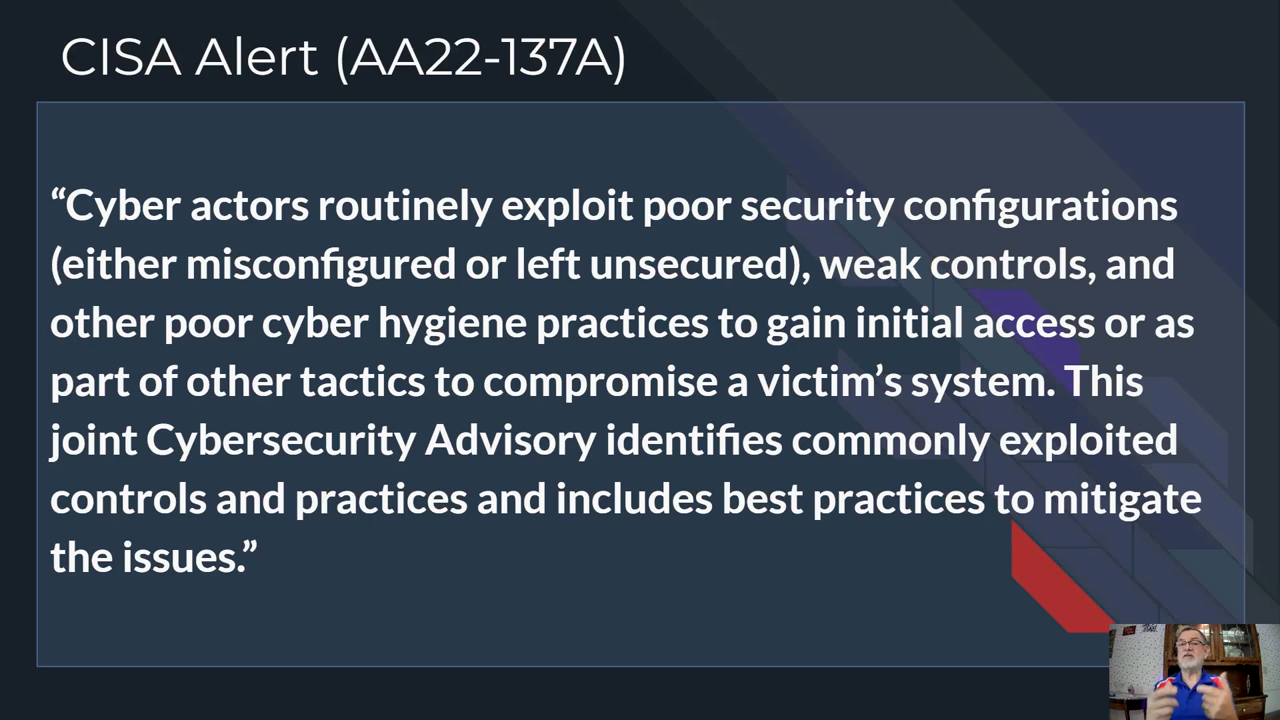 CISA Alert (AA22-137A)
“Cyber actors routinely exploit poor security configurations
(either misconfigured or left unsecured), weak controls, and
other poor cyber hygiene practices to gain initial access or as
part of other tactics to compromise a victim’s system. This
joint Cybersecurity Advisory identifies commonly exploited
controls and practices and includes best practices to mitigate
the issues.”